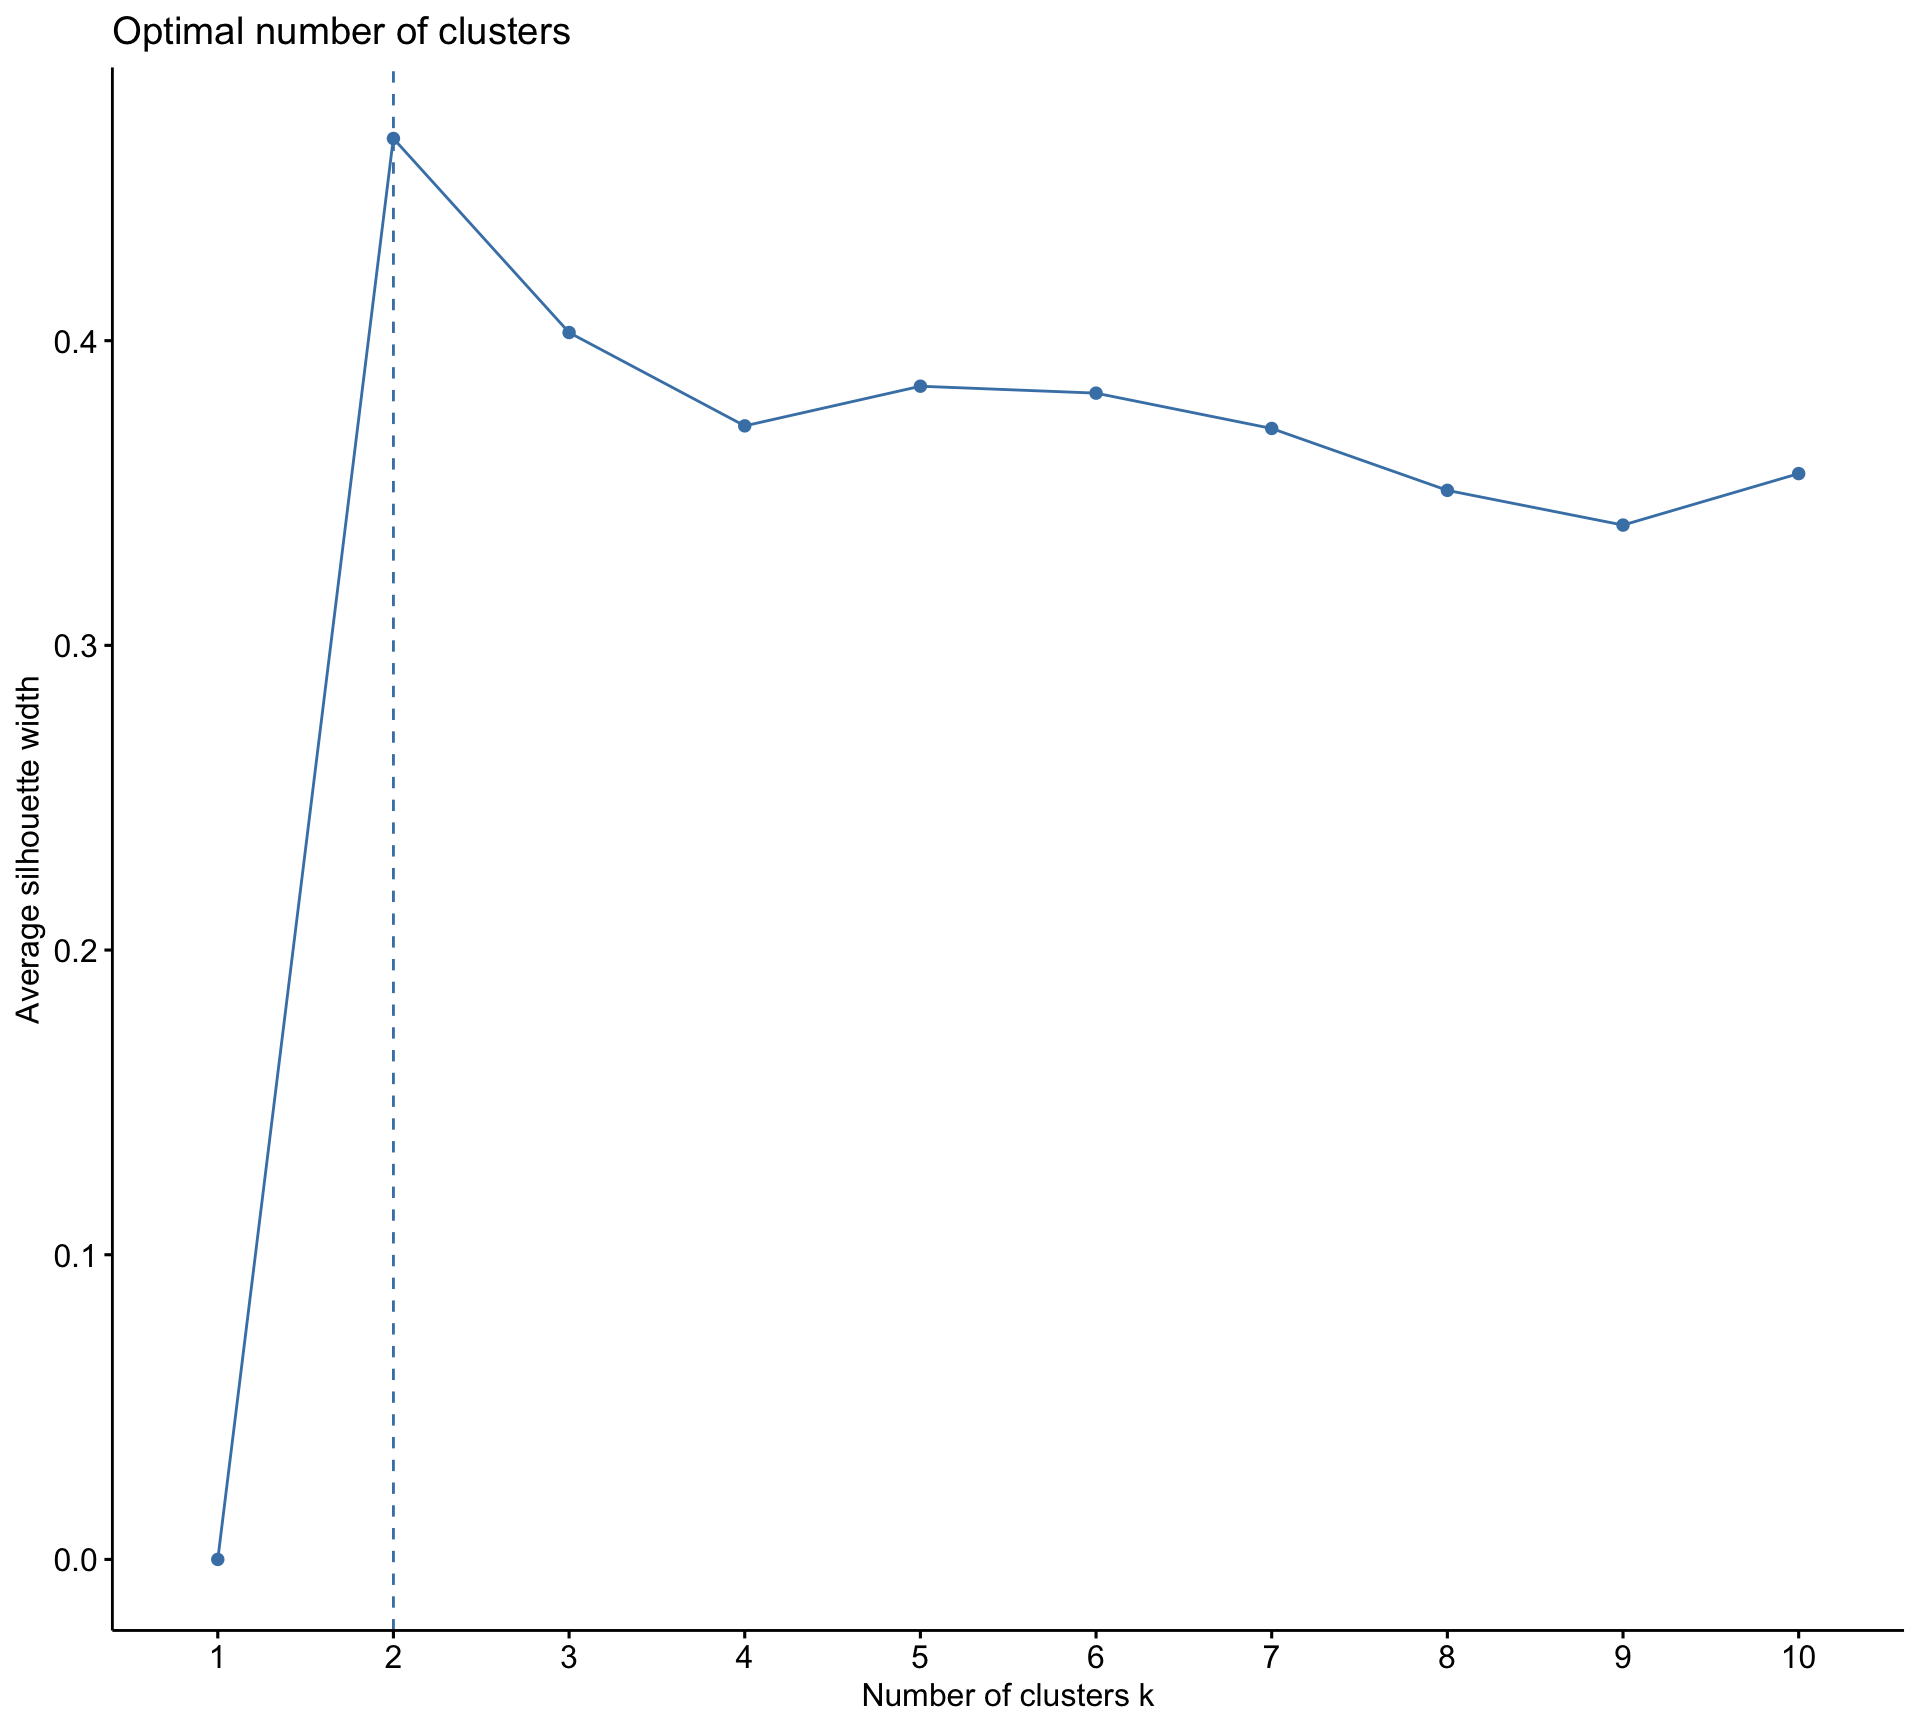 Optimal number of clusters
Average silhouette width
0.4
0.3
0.2
0.1
0.0
1 2 3 4 5 6 7 8 9 10
Number of clusters k